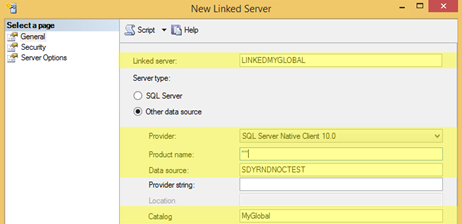 New Linked Server
Select a page
General
Security
Server Options
Script
Help
Linked server: LINKEDMYGLOBAL
Server type:
SQL Server
Other data source
Provider: SQL Server Native Client 10.0
Product name: ""
Data source: SDYRNDNOCTEST
Provider string:
Location
Catalog MyGlobal